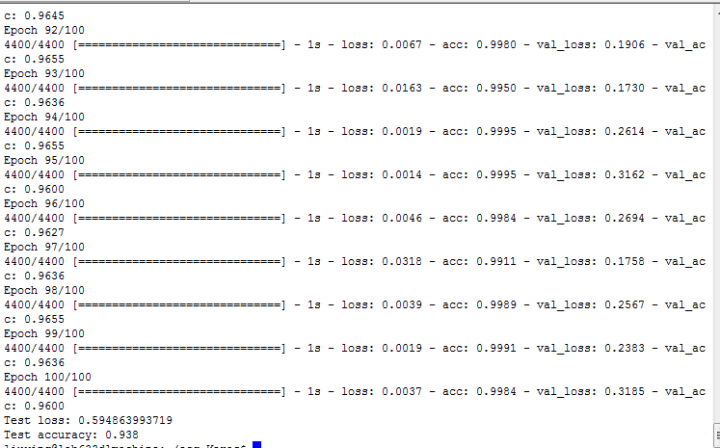 c: 0.9645
Epoch 92/100
4400/4400 [==============================] - 1s - loss: 0.0067 - acc: 0.9980 - val_loss: 0.1906 - val_ac
c: 0.9655
Epoch 93/100
4400/4400 [==============================] - 1s - loss: 0.0163 - acc: 0.9950 - val_loss: 0.1730 - val_ac
c: 0.9636
Epoch 94/100
4400/4400 [==============================] - 1s - loss: 0.0019 - acc: 0.9995 - val_loss: 0.2614 - val_ac
c: 0.9655
Epoch 95/100
4400/4400 [==============================] - 1s - loss: 0.0014 - acc: 0.9995 - val_loss: 0.3162 - val_ac
c: 0.9600
Epoch 96/100
4400/4400 [==============================] - 1s - loss: 0.0046 - acc: 0.9984 - val_loss: 0.2694 - val_ac
c: 0.9627
Epoch 97/100
4400/4400 [==============================] - 1s - loss: 0.0318 - acc: 0.9911 - val_loss: 0.1758 - val_ac
c: 0.9636
Epoch 98/100
4400/4400 [==============================] - 1s - loss: 0.0039 - acc: 0.9989 - val_loss: 0.2567 - val_ac
c: 0.9655
Epoch 99/100
4400/4400 [==============================] - 1s - loss: 0.0019 - acc: 0.9991 - val_loss: 0.2383 - val_ac
c: 0.9636
Epoch 100/100
4400/4400 [==============================] - 1s - loss: 0.0037 - acc: 0.9984 - val_loss: 0.3185 - val_ac
c: 0.9600
Test loss: 0.594863993719
Test accuracy: 0.938